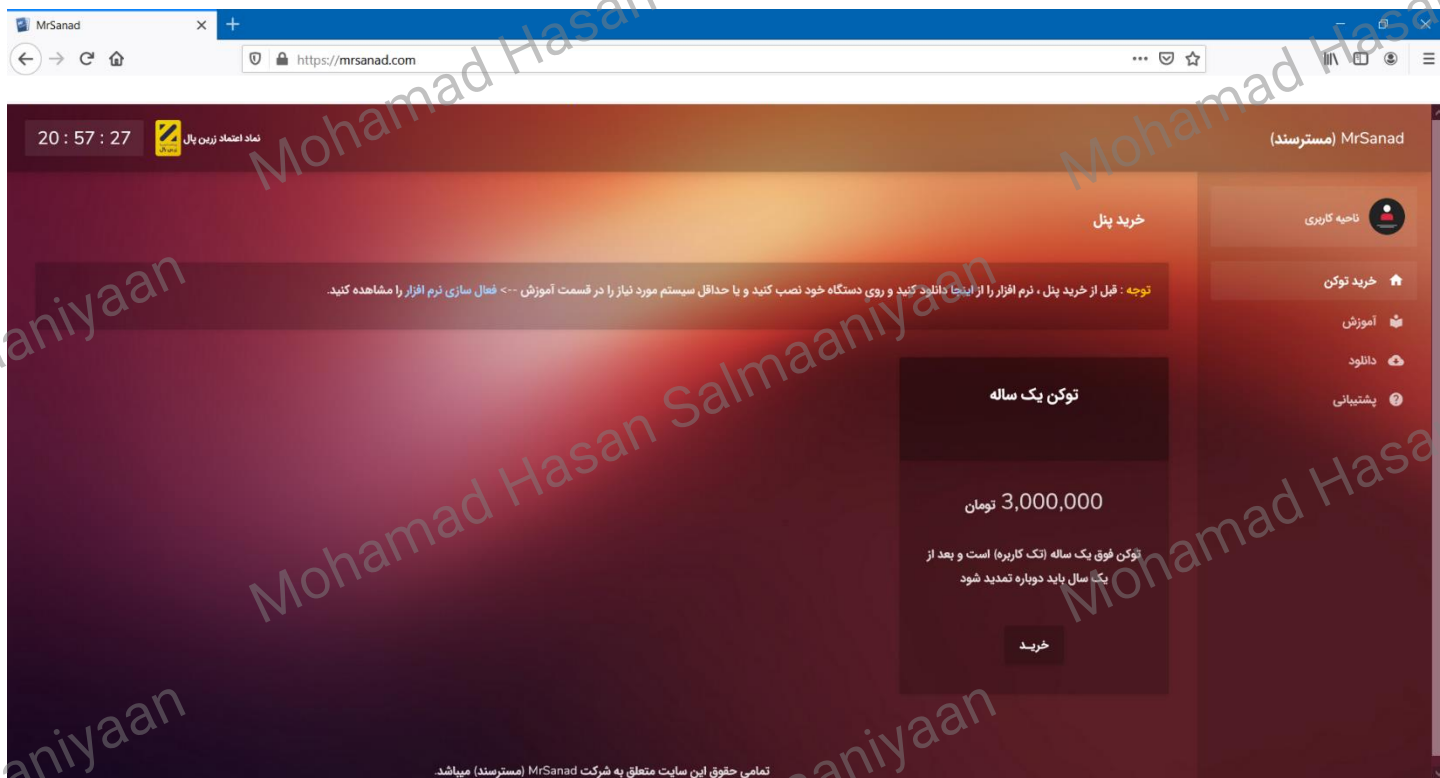 MrSanad
https://mrsanad.com
MrSanad (مسترسند)
نماد اعتماد زرین پال
20 : 57 : 27
ناحیه کاربری
خرید توکن
آموزش
دانلود
پشتیبانی
خرید پنل
توجه : قبل از خرید پنل ، نرم افزار را از اینجا دانلود کنید و روی دستگاه خود نصب کنید و یا حداقل سیستم مورد نیاز را در قسمت آموزش --> فعال سازی نرم افزار را مشاهده کنید.
توکن یک ساله
3,000,000 تومان
توکن فوق یک ساله (تک کاربره) است و بعد از
یک سال باید دوباره تمدید شود
خریـد
تمامی حقوق این سایت متعلق به شرکت MrSanad (مسترسند) میباشد.
Mohamad Hasan Salmaaniyaan